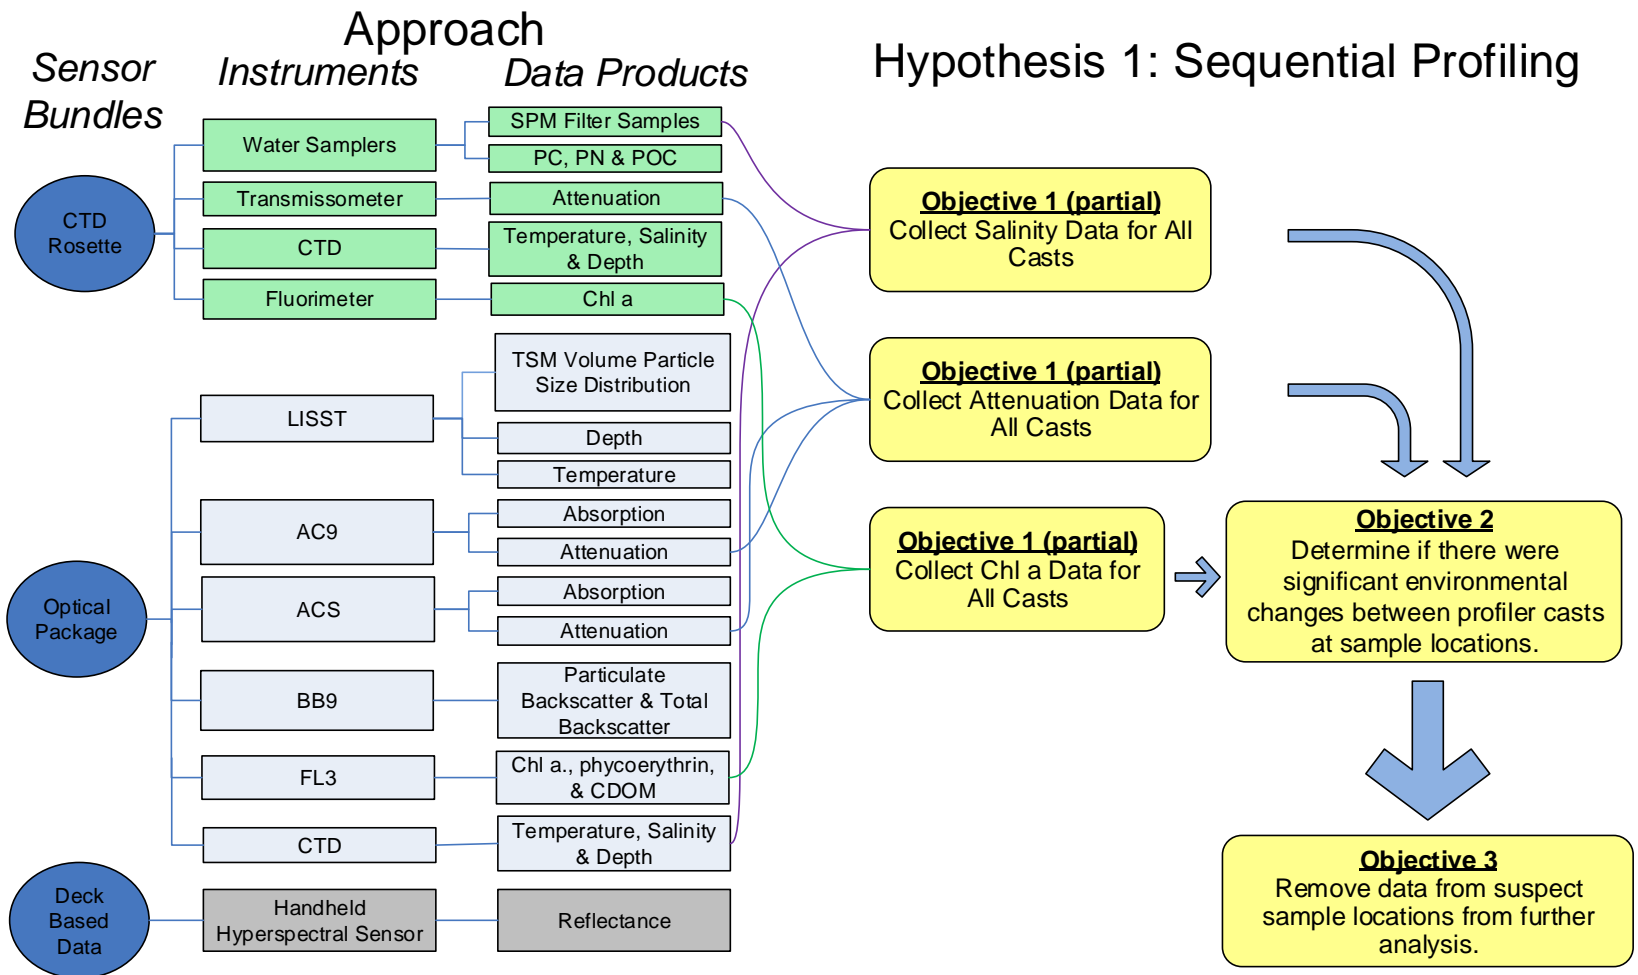 Approach
Sensor
Bundles
Instruments
Data Products
Hypothesis 1: Sequential Profiling
CTD
Rosette
Water Samplers
SPM Filter Samples
PC, PN & POC
Transmissometer
Attenuation
CTD
Temperature, Salinity
& Depth
Fluorimeter
Chl a
Optical
Package
LISST
TSM Volume Particle
Size Distribution
Depth
Temperature
AC9
Absorption
Attenuation
ACS
Absorption
Attenuation
BB9
Particulate
Backscatter & Total
Backscatter
FL3
Chl a., phycoerythrin,
& CDOM
CTD
Temperature, Salinity
& Depth
Deck
Based
Data
Handheld
Hyperspectral Sensor
Reflectance
Objective 1 (partial)
Collect Salinity Data for All
Casts
Objective 1 (partial)
Collect Attenuation Data for
All Casts
Objective 1 (partial)
Collect Chl a Data for
All Casts
Objective 2
Determine if there were
significant environmental
changes between profiler casts
at sample locations.
Objective 3
Remove data from suspect
sample locations from further
analysis.